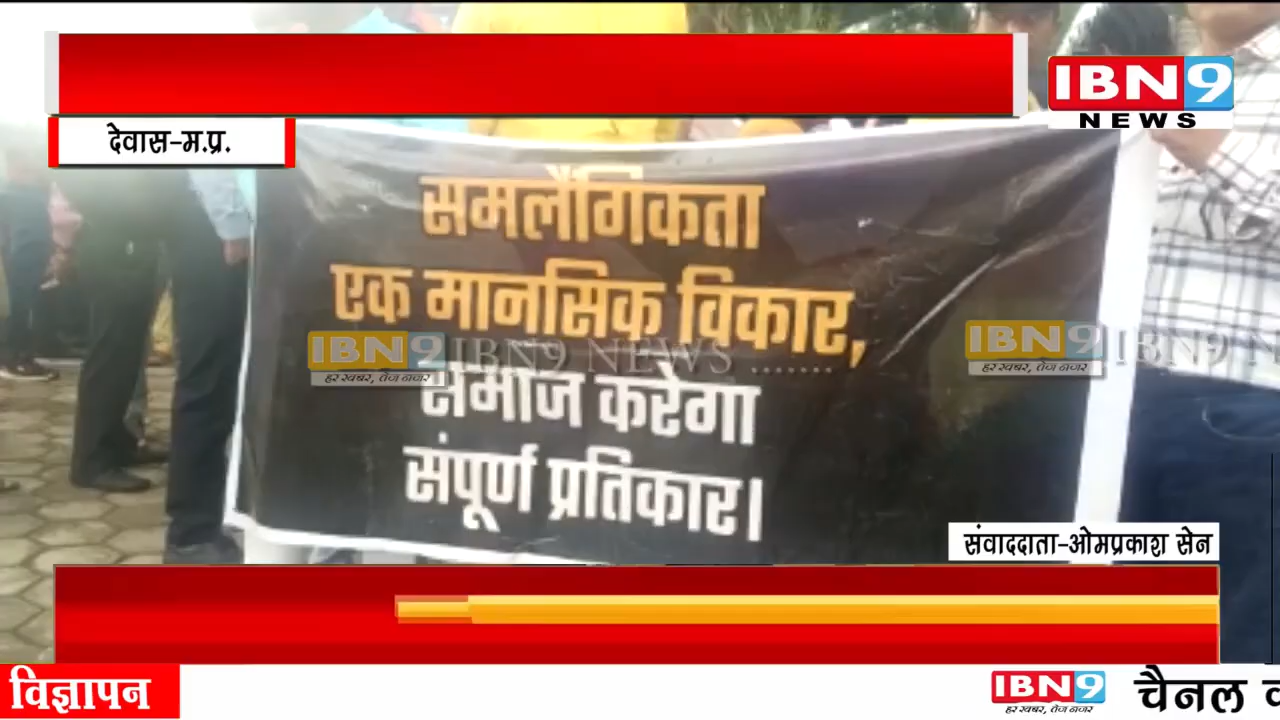 IBN9
NEWS
देवास-म.प्र.
समलैंगिकता
एक मानसिक विकार,
IBN9 IBN9 NEWS ........
हर खबर, तेज नजर
IBN9 IBN9 N
हर खबर, तेज नजर
समाज करेगा
संपूर्ण प्रतिकार।
संवाददाता-ओमप्रकाश सेन
विज्ञापन
IBN9
हर खबर, तेज नजर
चैनल